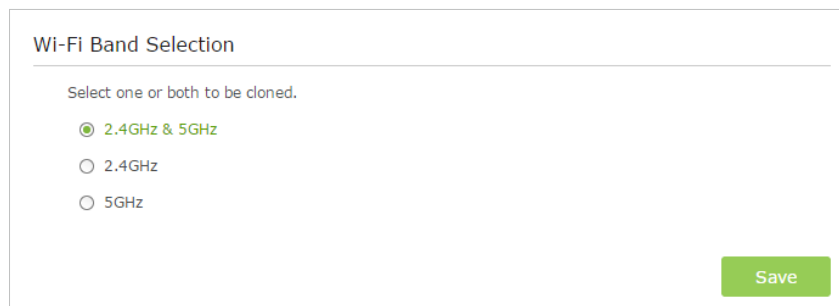 Wi-Fi Band Selection
Select one or both to be cloned.
2.4GHz & 5GHz
2.4GHz
5GHz
Save